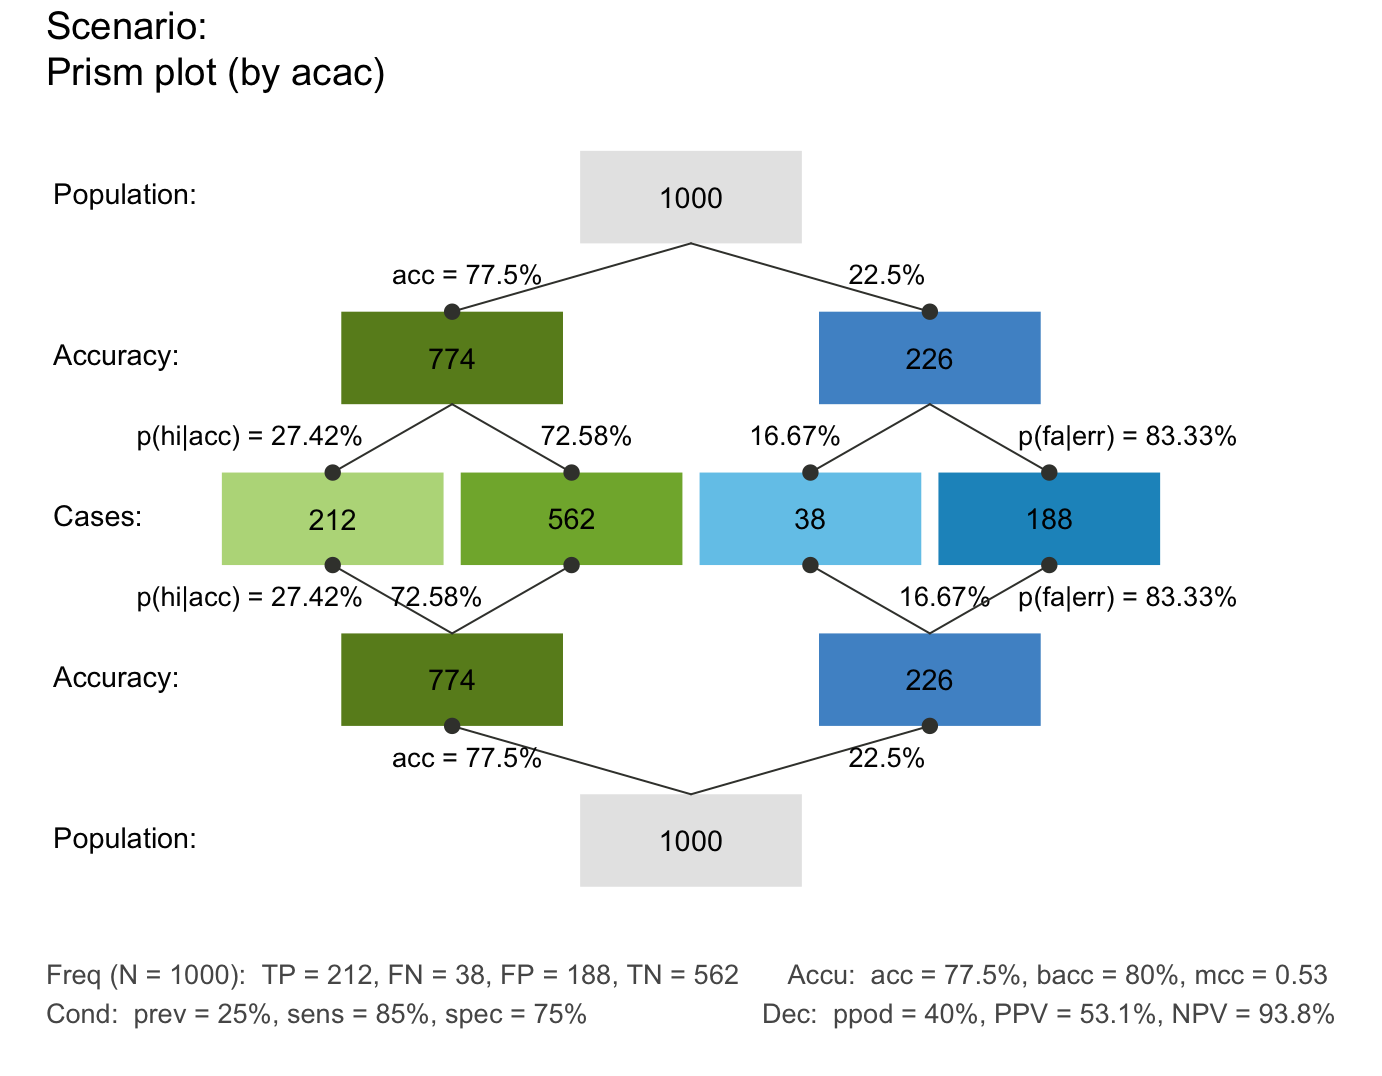 Scenario:
Prism plot (by acac)
Population:
1000
acc = 77.5%
22.5%
Accuracy:
774
226
p(hi|acc) = 27.42%
72.58%
16.67%
p(fa|err) = 83.33%
Cases:
212
562
38
188
p(hi|acc) = 27.42%
72.58%
16.67%
p(fa|err) = 83.33%
Accuracy:
774
226
acc = 77.5%
22.5%
Population:
1000
Freq (N = 1000):  TP = 212, FN = 38, FP = 188, TN = 562
Accu:  acc = 77.5%, bacc = 80%, mcc = 0.53
Cond:  prev = 25%, sens = 85%, spec = 75%
Dec:  ppod = 40%, PPV = 53.1%, NPV = 93.8%